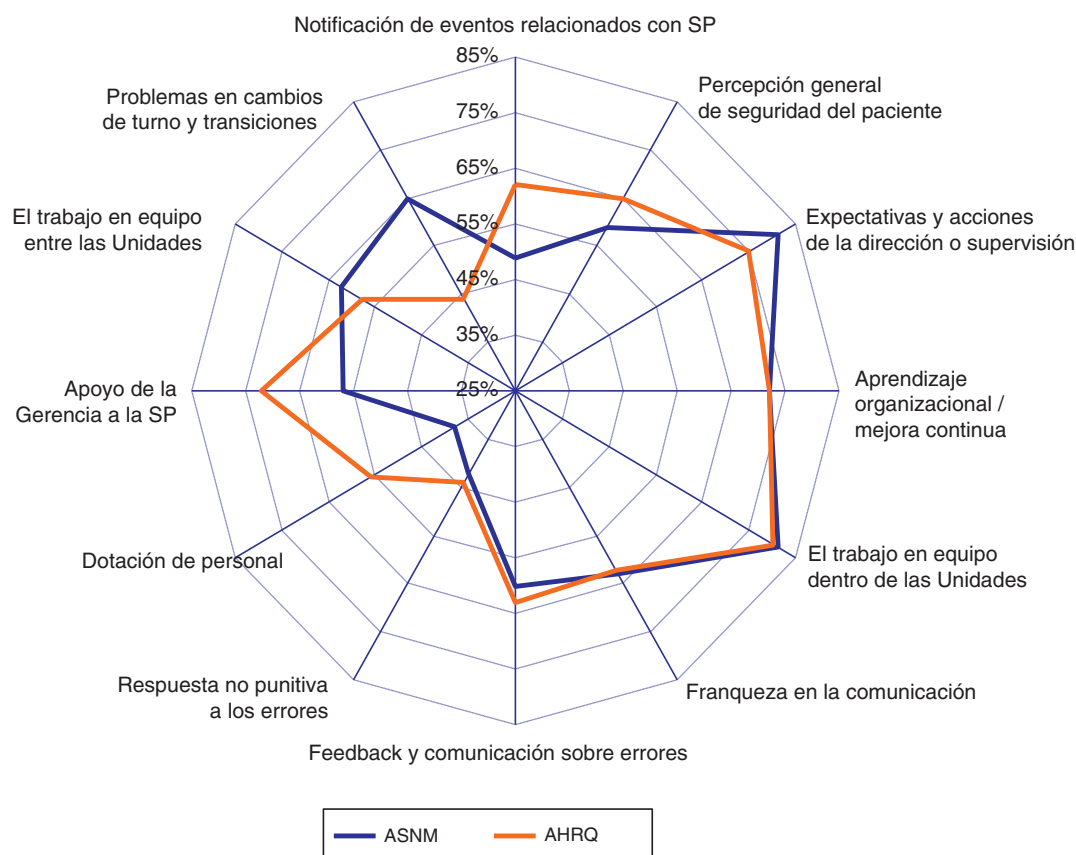 Notificación de eventos relacionados con SP
85%
75%
65%
55%
45%
35%
25%
Percepción general
de seguridad del paciente
Expectativas y acciones
de la dirección o supervisión
Aprendizaje
organizacional /
mejora continua
El trabajo en equipo
dentro de las Unidades
Franqueza en la comunicación
Feedback y comunicación sobre errores
Respuesta no punitiva
a los errores
Dotación de personal
Apoyo de la
Gerencia a la SP
El trabajo en equipo
entre las Unidades
Problemas en cambios
de turno y transiciones
ASNM
AHRQ